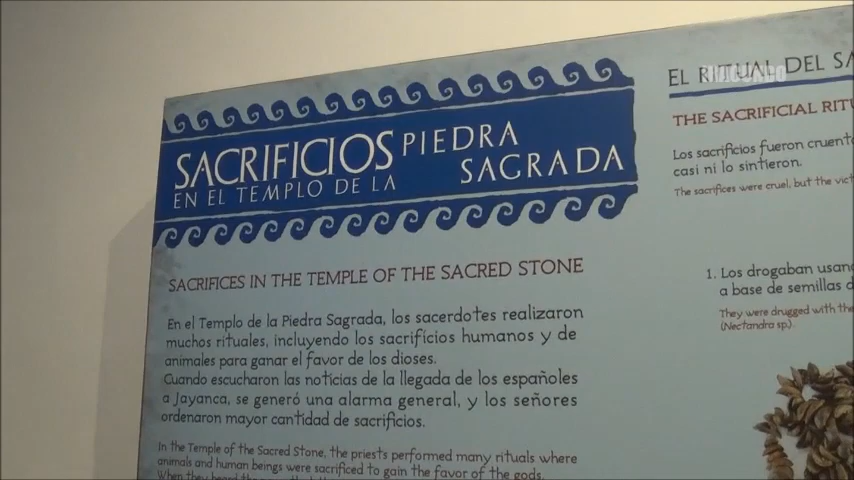 SACRIFICIOS PIEDRA
EN EL TEMPLO DE LA SAGRADA
SACRIFICES IN THE TEMPLE OF THE SACRED STONE
En el Templo de la Piedra Sagrada, los sacerdotes realizaron
muchos rituales, incluyendo los sacrificios humanos y de
animales para ganar el favor de los dioses.
Cuando escucharon las noticias de la llegada de los españoles
a Jayanca, se generó una alarma general, y los señores
ordenaron mayor cantidad de sacrificios.
In the Temple of the Sacred Stone, the priests performed many rituals where
animals and human beings were sacrificed to gain the favor of the gods.
When they heard the
EL RITUAL DEL
THE SACRIFICIAL
Los sacrificios fueron
casi ni lo sintieron.
The sacrifices were cruel, but the
1. Los drogaban
a base de semillas
They were drugged with the
(Nectandra sp.).